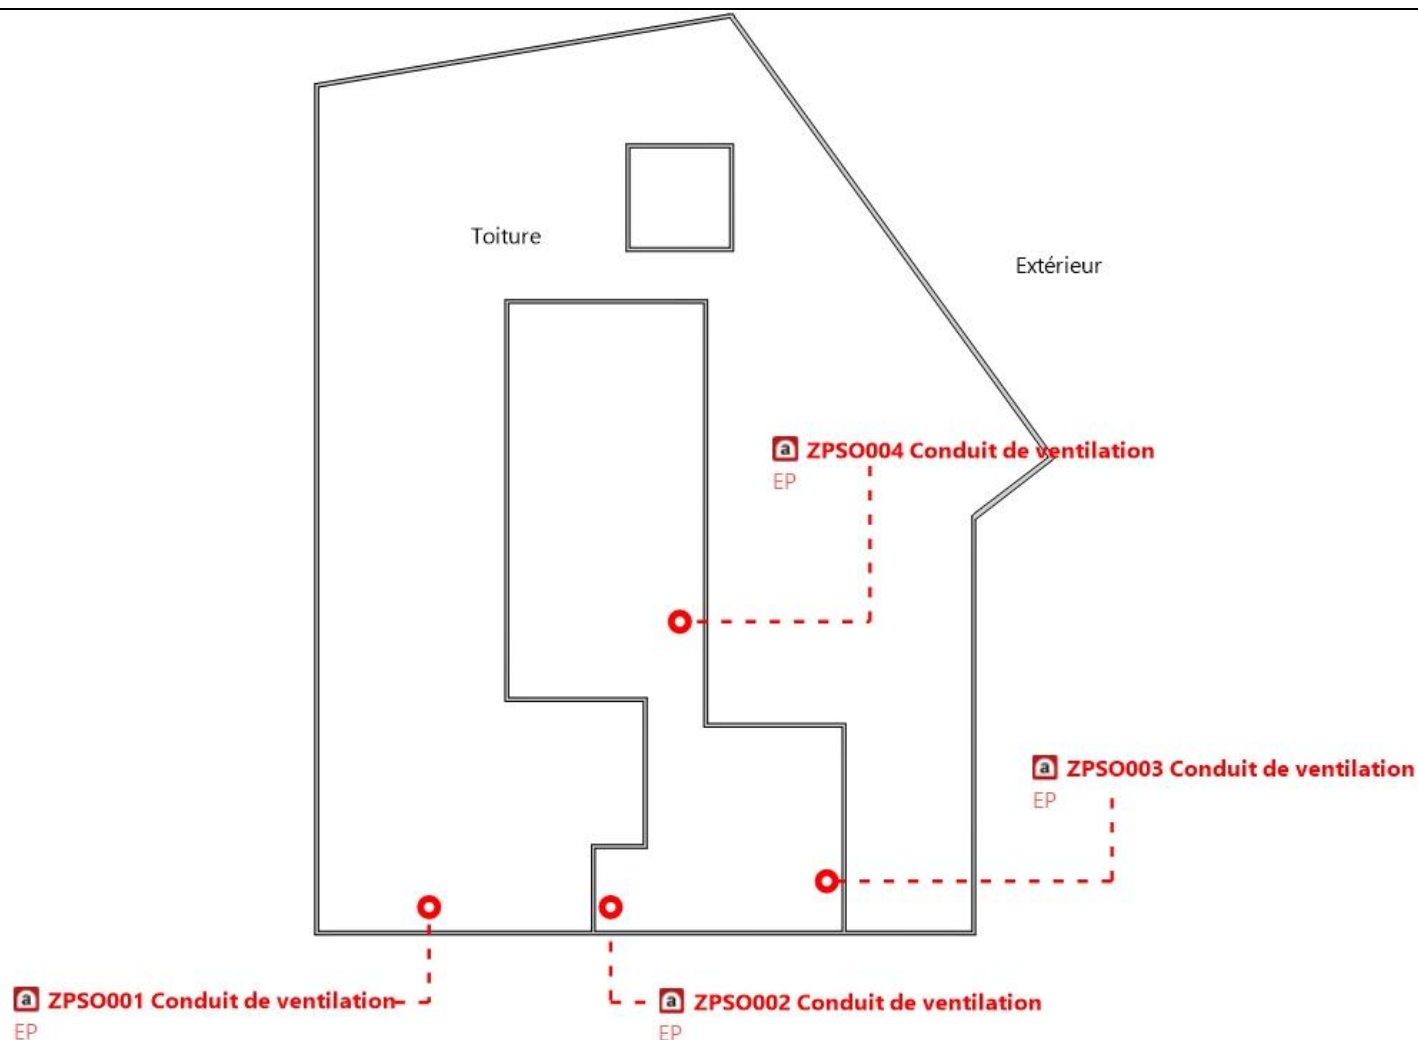 Toiture
Extérieur
a ZPSO004 Conduit de ventilation
EP
a ZPSO003 Conduit de ventilation
EP
a ZPSO001 Conduit de ventilation
EP
a ZPSO002 Conduit de ventilation
EP